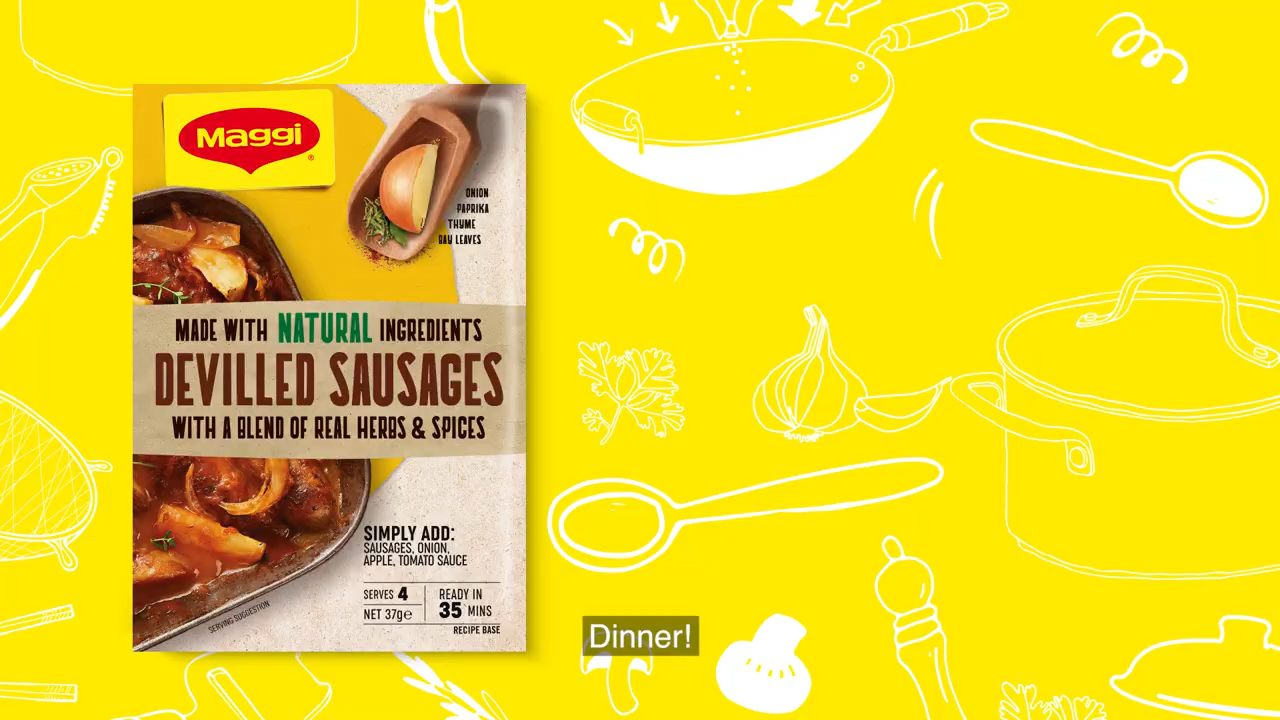 Maggi
®
ONION
PAPRIKA
THYME
BAY LEAVES
MADE WITH NATURAL INGREDIENTS
DEVILLED SAUSAGES
WITH A BLEND OF REAL HERBS & SPICES
SIMPLY ADD:
SAUSAGES, ONION,
APPLE, TOMATO SAUCE
SERVES 4
NET 37g℮
READY IN
35 MINS
RECIPE BASE
SERVING SUGGESTION
Dinner!